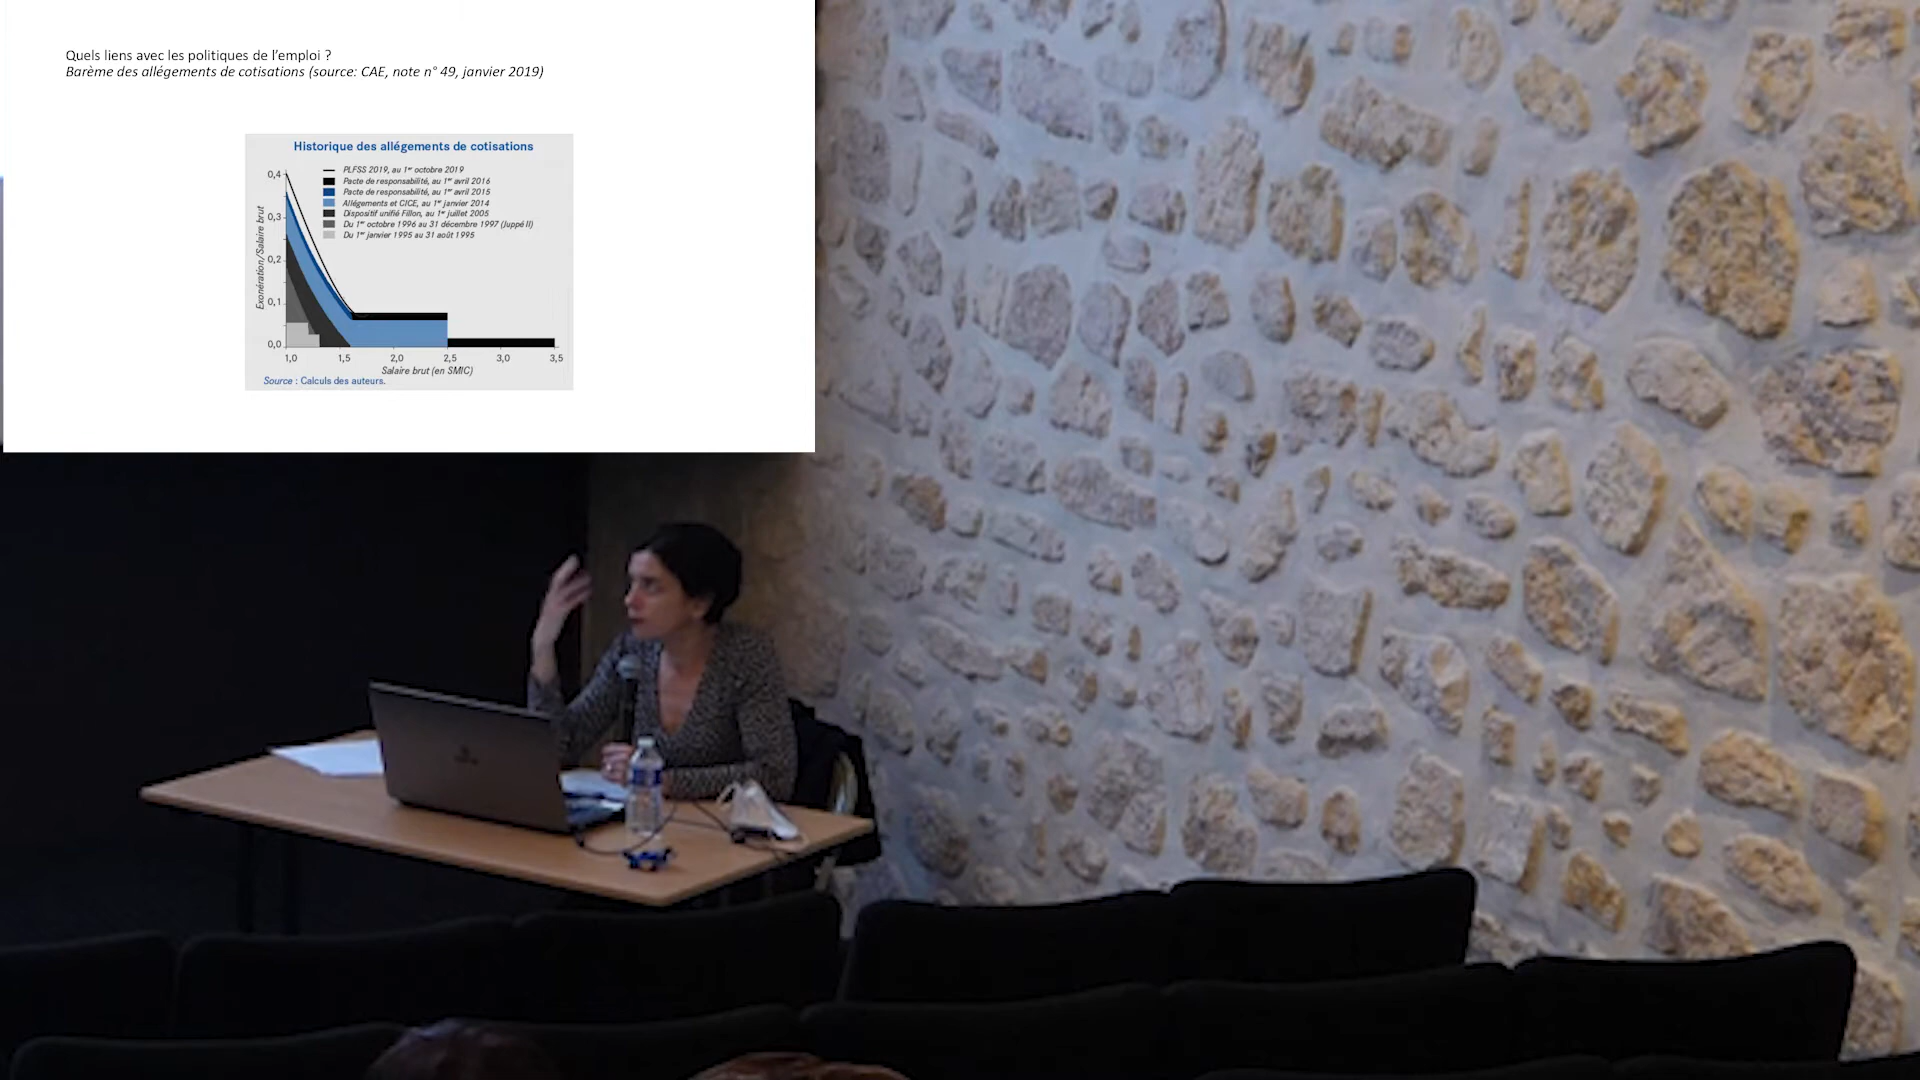 Quels liens avec les politiques de l'emploi ?
Barème des allégements de cotisations (source: CAE, note n° 49, janvier 2019)
Historique des allégements de cotisations
PLFSS 2019, au 1er octobre 2019
Pacte de responsabilité, au 1er avril 2016
Pacte de responsabilité, au 1er avril 2015
Allégements et CICE, au 1er janvier 2014
Dispositif unifié Fillon, au 1er juillet 2005
Du 1er octobre 1996 au 31 décembre 1997 (Juppé II)
Du 1er janvier 1995 au 31 août 1995
Exonération/Salaire brut
0,4
0,3
0,2
0,1
0,0
1,0 1,5 2,0 2,5 3,0 3,5
Salaire brut (en SMIC)
Source : Calculs des auteurs.